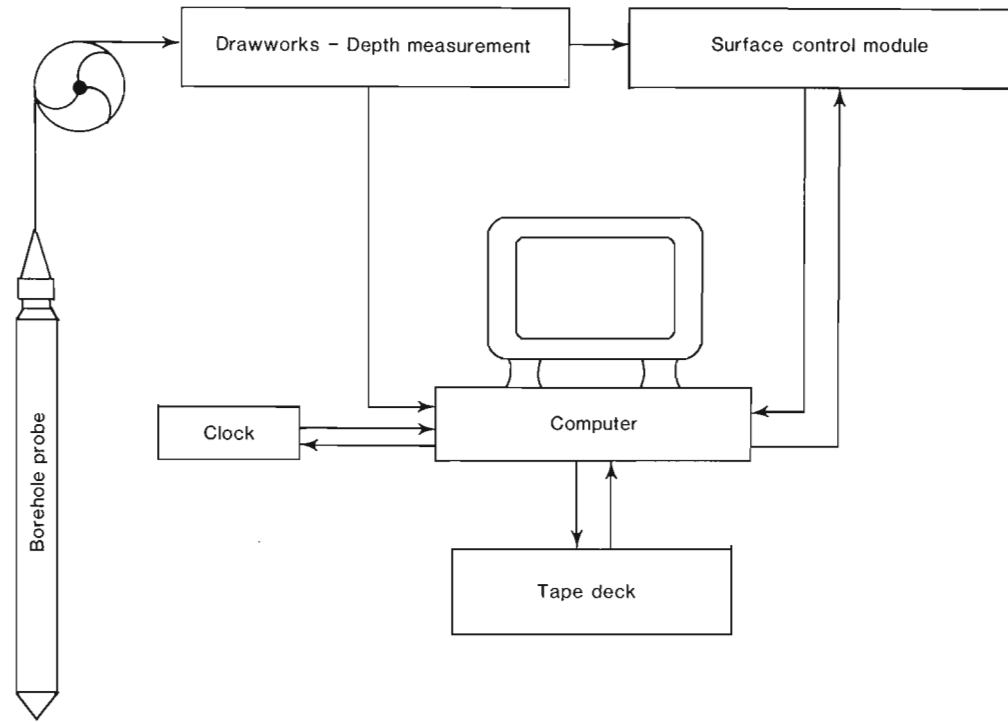 Drawworks - Depth measurement
Surface control module
Computer
Clock
Borehole probe
Tape deck